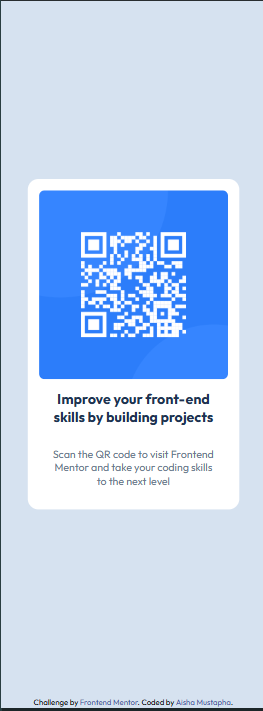 Improve your front-end
skills by building projects
Scan the QR code to visit Frontend
Mentor and take your coding skills
to the next level
Challenge by Frontend Mentor. Coded by Aisha Mustapha.